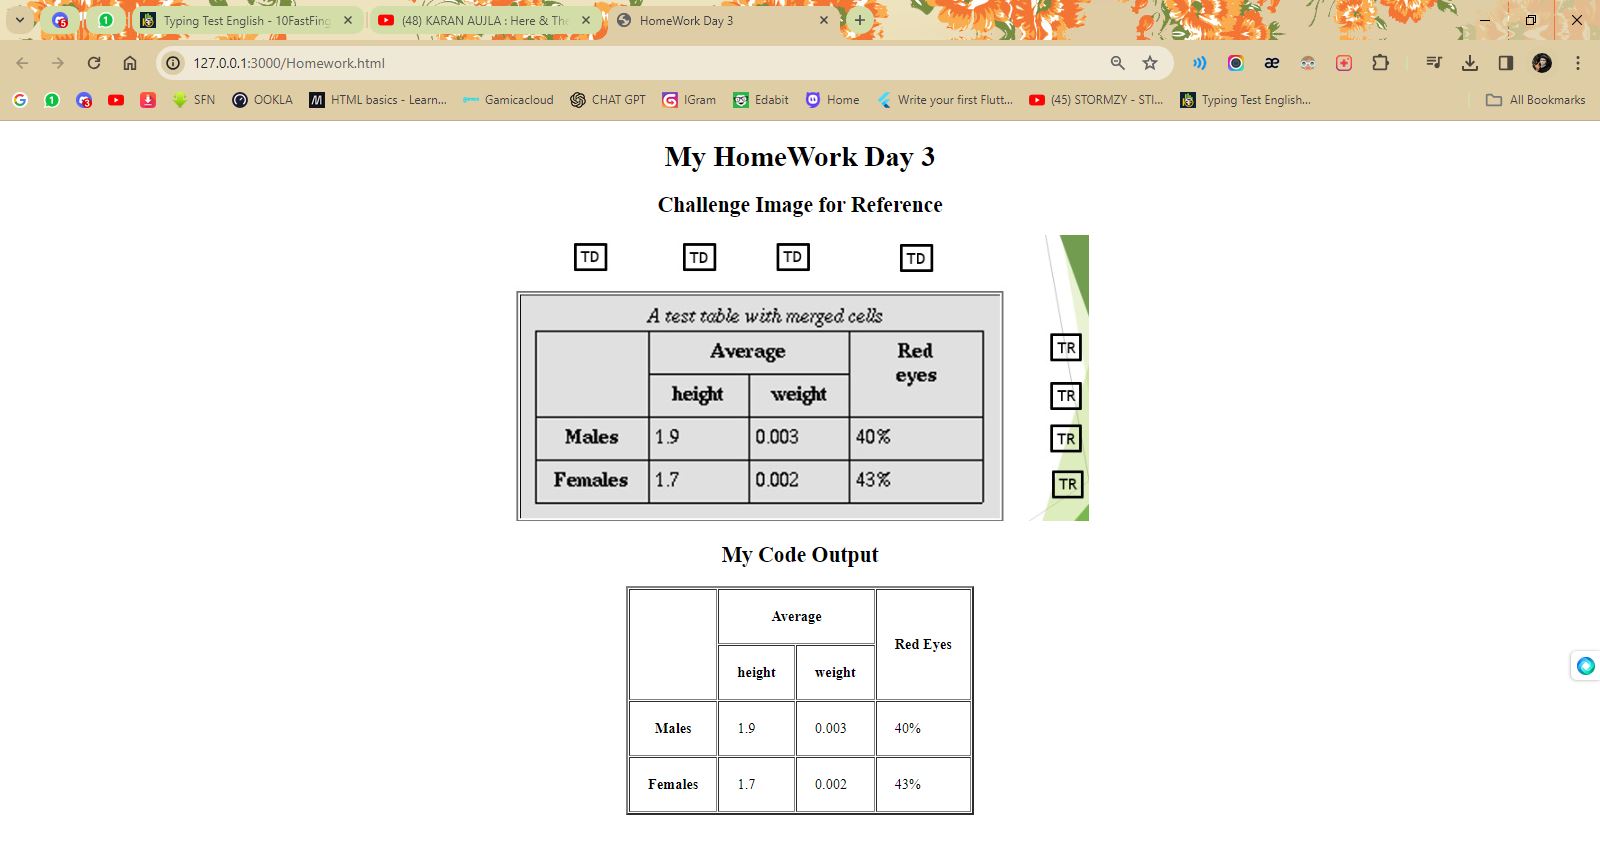 5
1
Typing Test English - 10FastFing
(48) KARAN AUJLA : Here & The
HomeWork Day 3
127.0.0.1:3000/Homework.html
æ
1
3
SFN
OOKLA
M HTML basics - Learn...
Gamicacloud
CHAT GPT
IGram
Edabit
Home
Write your first Flutt...
(45) STORMZY - STI...
Typing Test English...
All Bookmarks
My HomeWork Day 3
Challenge Image for Reference
TD TD TD TD
A test table with merged cells
Average Red
eyes
TR
height weight
TR
Males 1.9 0.003 40% TR
Females 1.7 0.002 43% TR
My Code Output
Average
Red Eyes
height weight
Males 1.9 0.003 40%
Females 1.7 0.002 43%